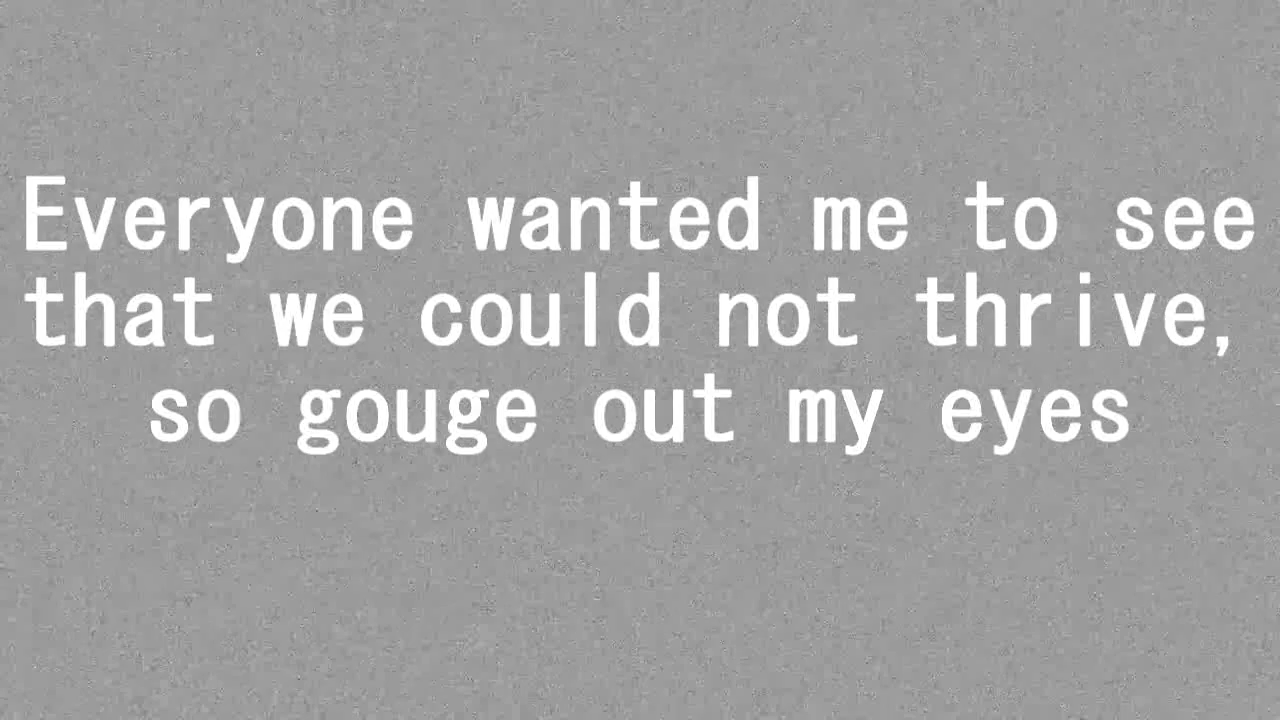 Everyone wanted me to see
that we could not thrive,
so gouge out my eyes